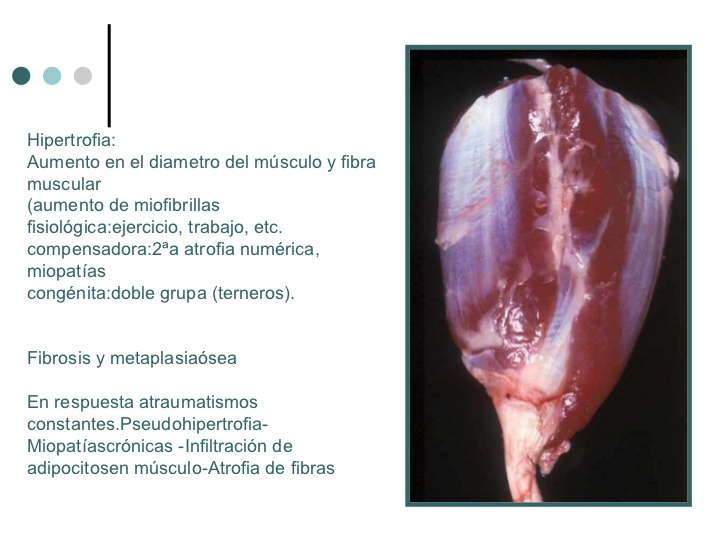 Hipertrofia:
Aumento en el diametro del músculo y fibra
muscular
(aumento de miofibrillas
fisiológica:ejercicio, trabajo, etc.
compensadora:2ªa atrofia numérica,
miopatías
congénita:doble grupa (terneros).
Fibrosis y metaplasiaósea
En respuesta atraumatismos
constantes.Pseudohipertrofia-
Miopatíascrónicas -Infiltración de
adipocitosen músculo-Atrofia de fibras